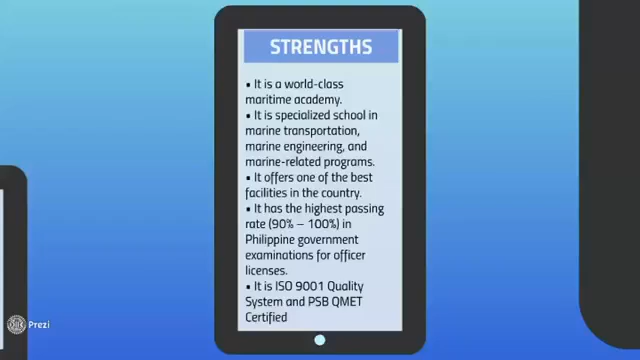 STRENGTHS
• It is a world-class
maritime academy.
• It is specialized school in
marine transportation,
marine engineering, and
marine-related programs.
• It offers one of the best
facilities in the country.
• It has the highest passing
rate (90% – 100%) in
Philippine government
examinations for officer
licenses.
• It is ISO 9001 Quality
System and PSB QMET
Certified
Prezi